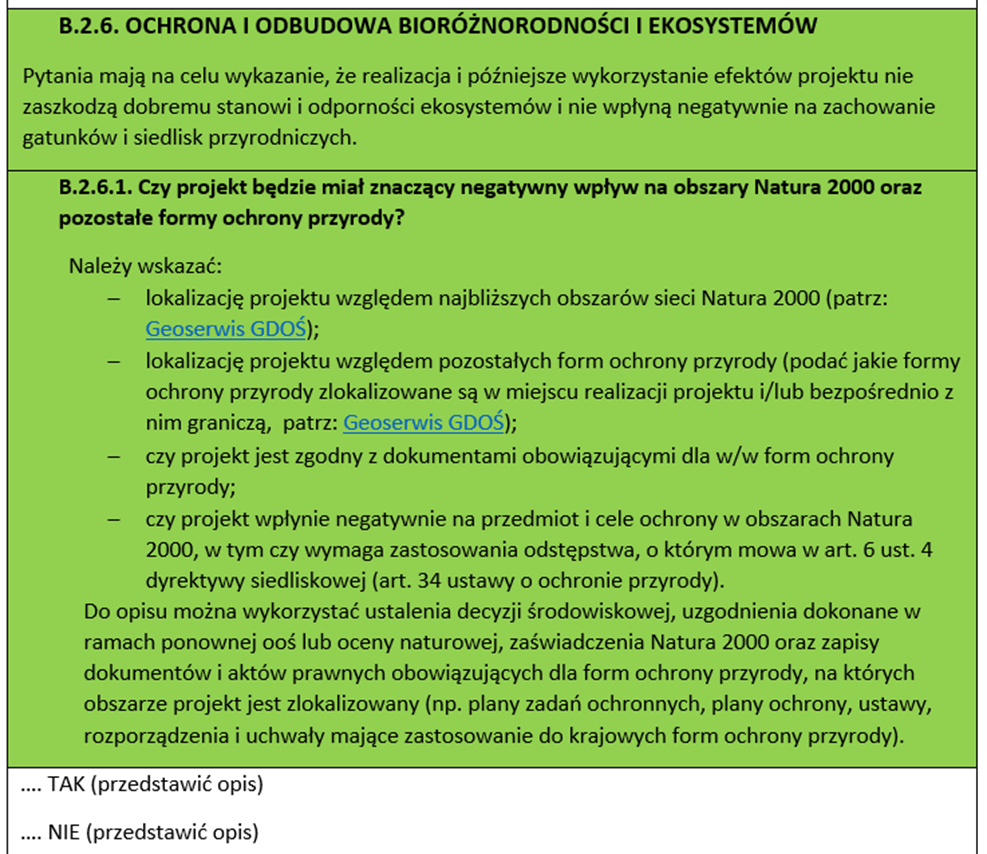 B.2.6. OCHRONA I ODBUDOWA BIORÓŻNORODNOŚCI I EKOSYSTEMÓW
Pytania mają na celu wykazanie, że realizacja i późniejsze wykorzystanie efektów projektu nie
zaszkodzą dobremu stanowi i odporności ekosystemów i nie wpłyną negatywnie na zachowanie
gatunków i siedlisk przyrodniczych.
B.2.6.1. Czy projekt będzie miał znaczący negatywny wpływ na obszary Natura 2000 oraz
pozostałe formy ochrony przyrody?
Należy wskazać:
– lokalizację projektu względem najbliższych obszarów sieci Natura 2000 (patrz:
Geoserwis GDOŚ);
– lokalizację projektu względem pozostałych form ochrony przyrody (podać jakie formy
ochrony przyrody zlokalizowane są w miejscu realizacji projektu i/lub bezpośrednio z
nim graniczą, patrz: Geoserwis GDOŚ);
– czy projekt jest zgodny z dokumentami obowiązującymi dla w/w form ochrony
przyrody;
– czy projekt wpłynie negatywnie na przedmiot i cele ochrony w obszarach Natura
2000, w tym czy wymaga zastosowania odstępstwa, o którym mowa w art. 6 ust. 4
dyrektywy siedliskowej (art. 34 ustawy o ochronie przyrody).
Do opisu można wykorzystać ustalenia decyzji środowiskowej, uzgodnienia dokonane w
ramach ponownej ooś lub oceny naturowej, zaświadczenia Natura 2000 oraz zapisy
dokumentów i aktów prawnych obowiązujących dla form ochrony przyrody, na których
obszarze projekt jest zlokalizowany (np. plany zadań ochronnych, plany ochrony, ustawy,
rozporządzenia i uchwały mające zastosowanie do krajowych form ochrony przyrody).
.... TAK (przedstawić opis)
.... NIE (przedstawić opis)